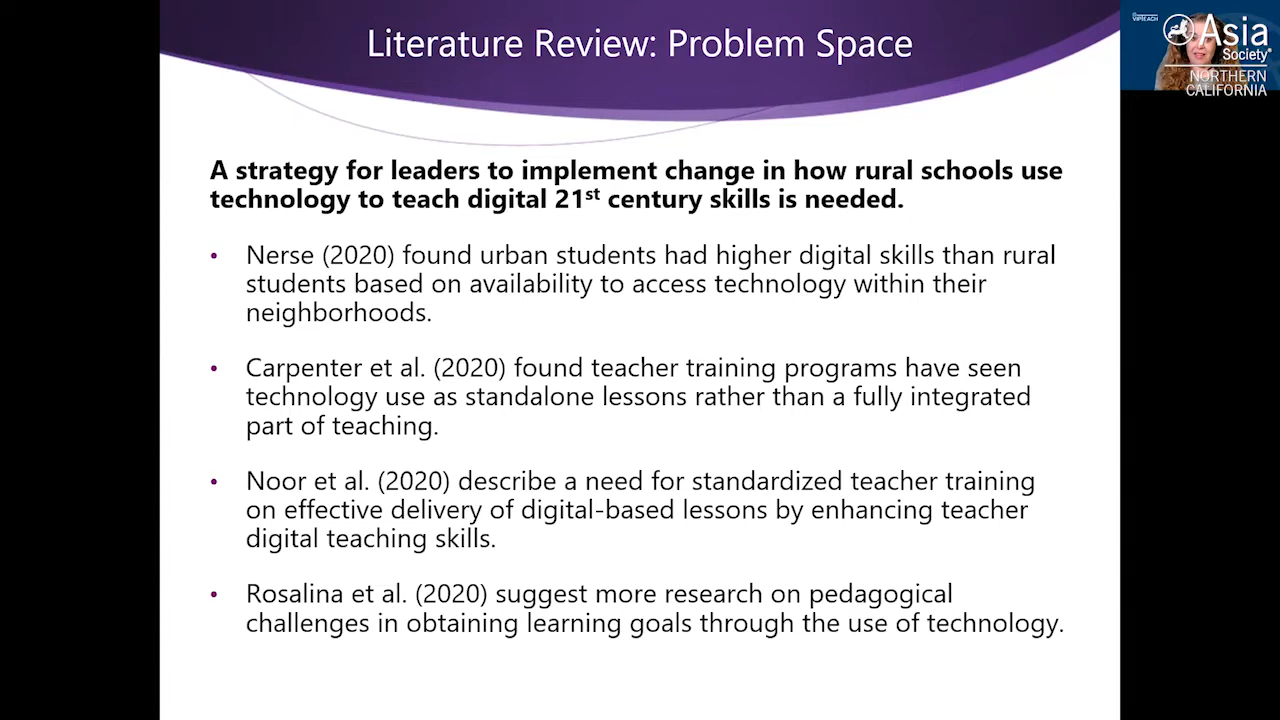 Literature Review: Problem Space
Asia
Society
NORTHERN
CALIFORNIA
A strategy for leaders to implement change in how rural schools use
technology to teach digital 21st century skills is needed.
• Nerse (2020) found urban students had higher digital skills than rural
students based on availability to access technology within their
neighborhoods.
• Carpenter et al. (2020) found teacher training programs have seen
technology use as standalone lessons rather than a fully integrated
part of teaching.
• Noor et al. (2020) describe a need for standardized teacher training
on effective delivery of digital-based lessons by enhancing teacher
digital teaching skills.
• Rosalina et al. (2020) suggest more research on pedagogical
challenges in obtaining learning goals through the use of technology.